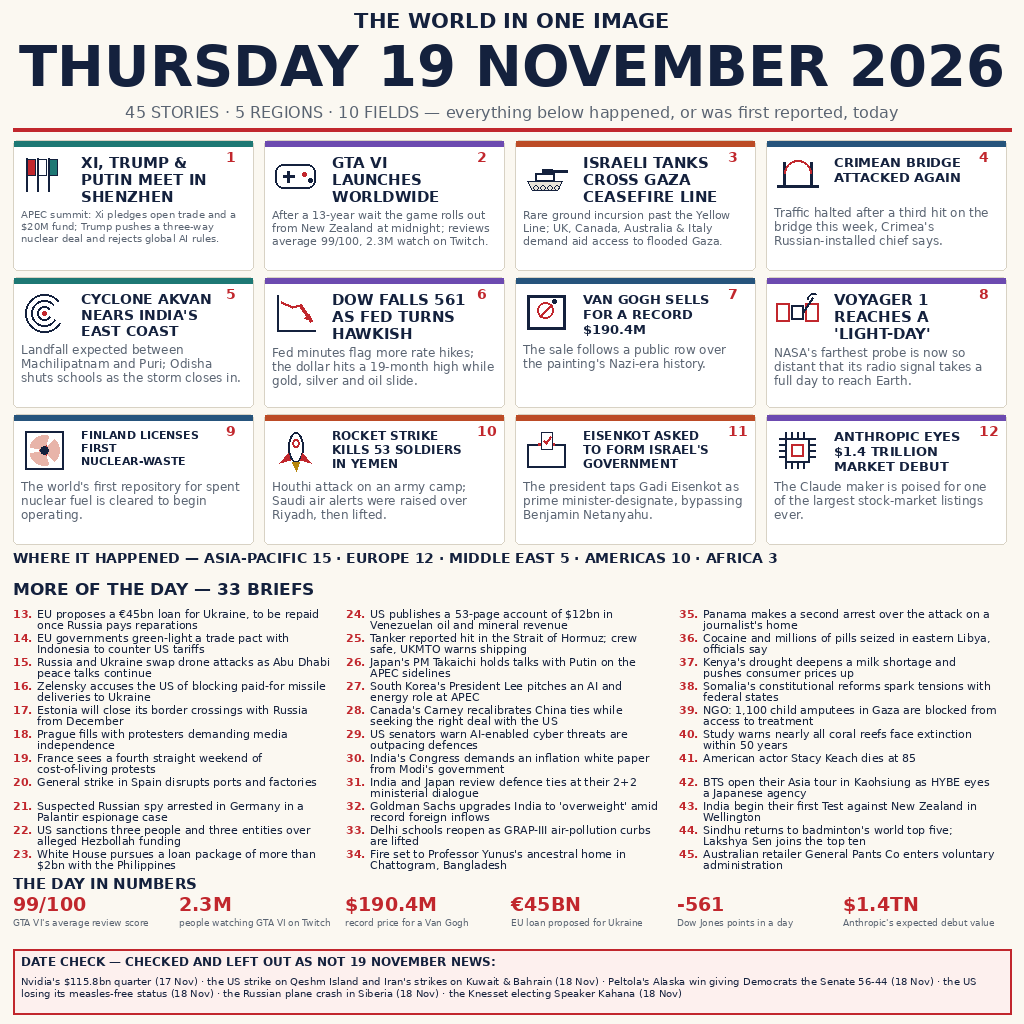 THE WORLD IN ONE IMAGE
THURSDAY 19 NOVEMBER 2026
45 STORIES · 5 REGIONS · 10 FIELDS — everything below happened, or was first reported, today
1
XI, TRUMP &
PUTIN MEET IN
SHENZHEN
APEC summit: Xi pledges open trade and a
$20M fund; Trump pushes a three-way
nuclear deal and rejects global AI rules.
2
GTA VI
LAUNCHES
WORLDWIDE
After a 13-year wait the game rolls out
from New Zealand at midnight; reviews
average 99/100, 2.3M watch on Twitch.
3
ISRAELI TANKS
CROSS GAZA
CEASEFIRE LINE
Rare ground incursion past the Yellow
Line; UK, Canada, Australia & Italy
demand aid access to flooded Gaza.
4
CRIMEAN BRIDGE
ATTACKED AGAIN
Traffic halted after a third hit on the
bridge this week, Crimea's
Russian-installed chief says.
5
CYCLONE AKVAN
NEARS INDIA'S
EAST COAST
Landfall expected between
Machilipatnam and Puri; Odisha
shuts schools as the storm closes in.
6
DOW FALLS 561
AS FED TURNS
HAWKISH
Fed minutes flag more rate hikes;
the dollar hits a 19-month high while
gold, silver and oil slide.
7
VAN GOGH SELLS
FOR A RECORD
$190.4M
The sale follows a public row over
the painting's Nazi-era history.
8
VOYAGER 1
REACHES A
'LIGHT-DAY'
NASA's farthest probe is now so
distant that its radio signal takes a
full day to reach Earth.
9
FINLAND LICENSES
FIRST
NUCLEAR-WASTE
The world's first repository for spent
nuclear fuel is cleared to begin
operating.
10
ROCKET STRIKE
KILLS 53 SOLDIERS
IN YEMEN
Houthi attack on an army camp;
Saudi air alerts were raised over
Riyadh, then lifted.
11
EISENKOT ASKED
TO FORM ISRAEL'S
GOVERNMENT
The president taps Gadi Eisenkot as
prime minister-designate, bypassing
Benjamin Netanyahu.
12
ANTHROPIC EYES
$1.4 TRILLION
MARKET DEBUT
The Claude maker is poised for one
of the largest stock-market listings
ever.
WHERE IT HAPPENED — ASIA-PACIFIC 15 · EUROPE 12 · MIDDLE EAST 5 · AMERICAS 10 · AFRICA 3
MORE OF THE DAY — 33 BRIEFS
13. EU proposes a €45bn loan for Ukraine, to be repaid
once Russia pays reparations
14. EU governments green-light a trade pact with
Indonesia to counter US tariffs
15. Russia and Ukraine swap drone attacks as Abu Dhabi
peace talks continue
16. Zelensky accuses the US of blocking paid-for missile
deliveries to Ukraine
17. Estonia will close its border crossings with Russia
from December
18. Prague fills with protesters demanding media
independence
19. France sees a fourth straight weekend of
cost-of-living protests
20. General strike in Spain disrupts ports and factories
21. Suspected Russian spy arrested in Germany in a
Palantir espionage case
22. US sanctions three people and three entities over
alleged Hezbollah funding
23. White House pursues a loan package of more than
$2bn with the Philippines
24. US publishes a 53-page account of $12bn in
Venezuelan oil and mineral revenue
25. Tanker reported hit in the Strait of Hormuz; crew
safe, UKMTO warns shipping
26. Japan's PM Takaichi holds talks with Putin on the
APEC sidelines
27. South Korea's President Lee pitches an AI and
energy role at APEC
28. Canada's Carney recalibrates China ties while
seeking the right deal with the US
29. US senators warn AI-enabled cyber threats are
outpacing defences
30. India's Congress demands an inflation white paper
from Modi's government
31. India and Japan review defence ties at their 2+2
ministerial dialogue
32. Goldman Sachs upgrades India to 'overweight' amid
record foreign inflows
33. Delhi schools reopen as GRAP-III air-pollution curbs
are lifted
34. Fire set to Professor Yunus's ancestral home in
Chattogram, Bangladesh
35. Panama makes a second arrest over the attack on a
journalist's home
36. Cocaine and millions of pills seized in eastern Libya,
officials say
37. Kenya's drought deepens a milk shortage and
pushes consumer prices up
38. Somalia's constitutional reforms spark tensions with
federal states
39. NGO: 1,100 child amputees in Gaza are blocked from
access to treatment
40. Study warns nearly all coral reefs face extinction
within 50 years
41. American actor Stacy Keach dies at 85
42. BTS open their Asia tour in Kaohsiung as HYBE eyes
a Japanese agency
43. India begin their first Test against New Zealand in
Wellington
44. Sindhu returns to badminton's world top five;
Lakshya Sen joins the top ten
45. Australian retailer General Pants Co enters voluntary
administration
THE DAY IN NUMBERS
99/100
GTA VI's average review score
2.3M
people watching GTA VI on Twitch
$190.4M
record price for a Van Gogh
€45BN
EU loan proposed for Ukraine
-561
Dow Jones points in a day
$1.4TN
Anthropic's expected debut value
DATE CHECK — CHECKED AND LEFT OUT AS NOT 19 NOVEMBER NEWS:
Nvidia's $115.8bn quarter (17 Nov) · the US strike on Qeshm Island and Iran's strikes on Kuwait & Bahrain (18 Nov) · Peltola's Alaska win giving Democrats the Senate 56-44 (18 Nov) · the US
losing its measles-free status (18 Nov) · the Russian plane crash in Siberia (18 Nov) · the Knesset electing Speaker Kahana (18 Nov)